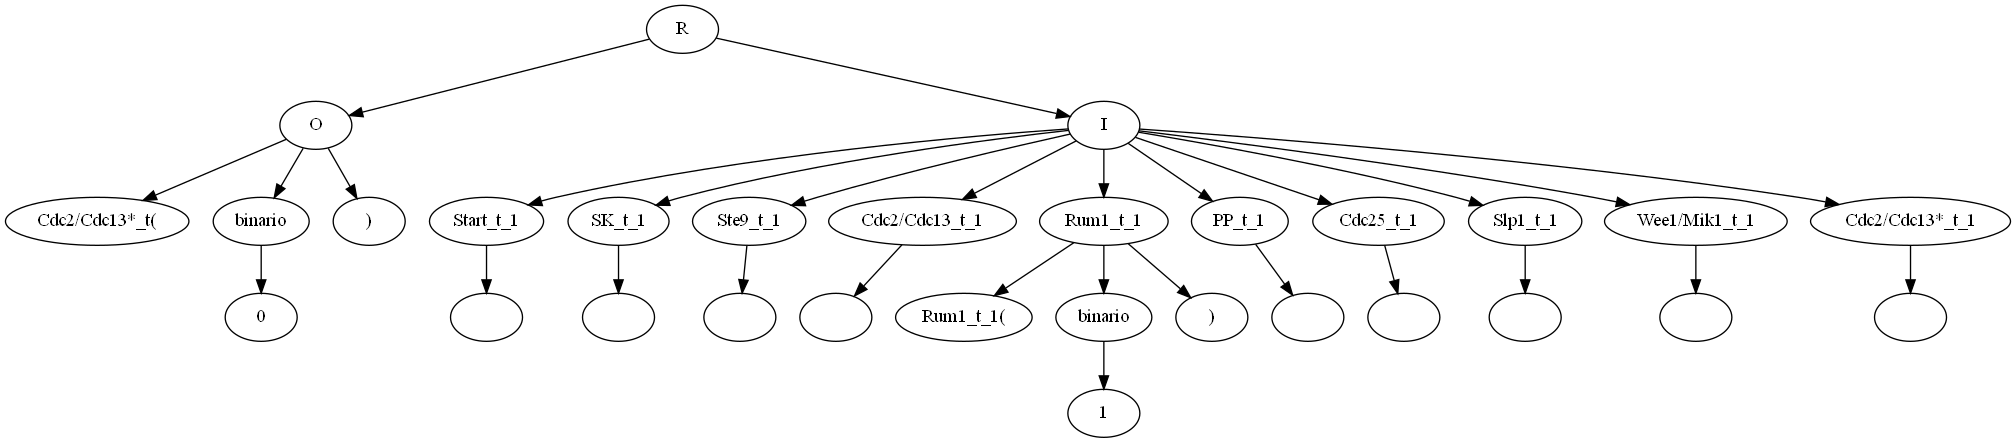 R
O
I
Cdc2/Cdc13*_t(
binario
)
Start_t_1
SK_t_1
Ste9_t_1
Cdc2/Cdc13_t_1
Rum1_t_1
PP_t_1
Cdc25_t_1
Slp1_t_1
Wee1/Mik1_t_1
Cdc2/Cdc13*_t_1
0
Rum1_t_1(
binario
)
1